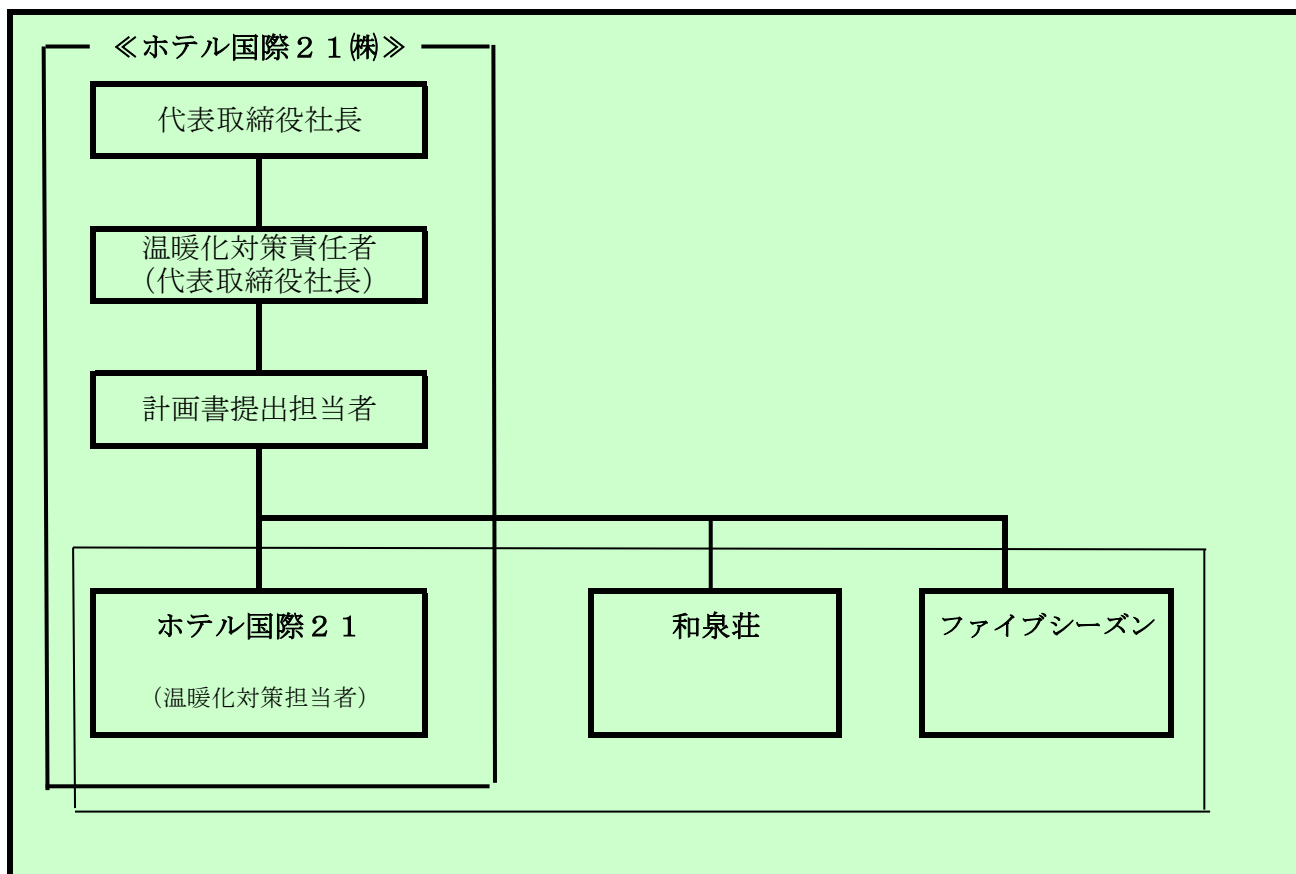 ≪ホテル国際２１㈱≫
代表取締役社長
温暖化対策責任者
（代表取締役社長）
計画書提出担当者
ホテル国際２１
（温暖化対策担当者）
和泉荘
ファイブシーズン